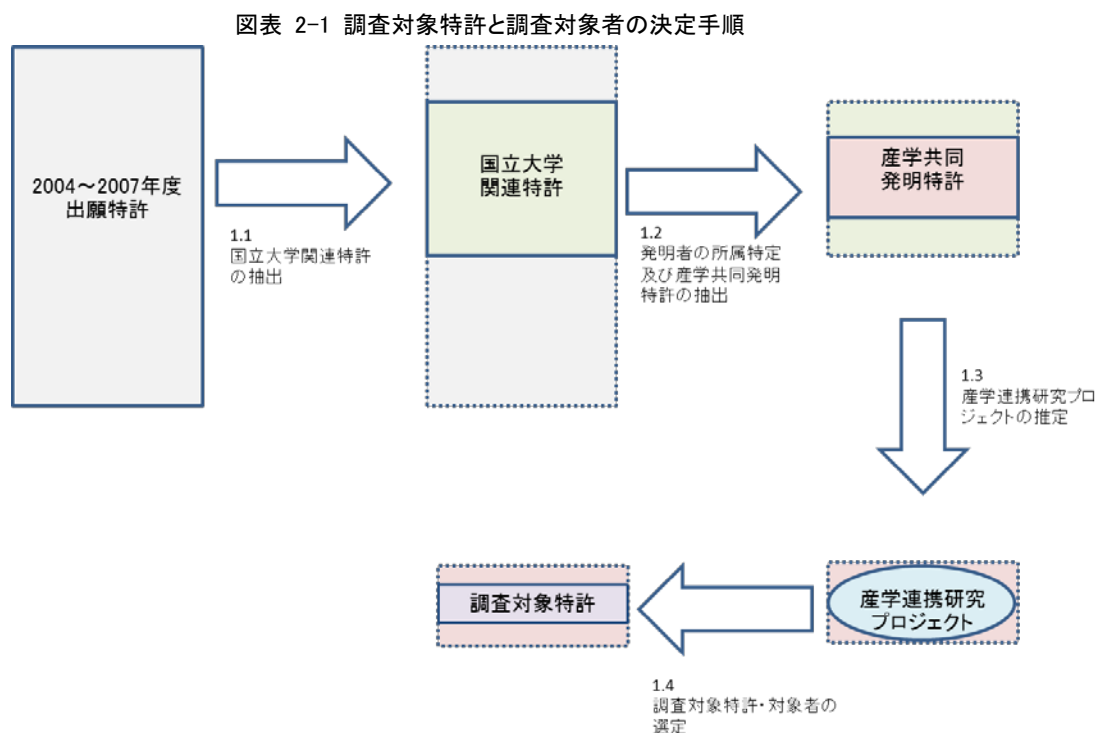 図表 2-1 調査対象特許と調査対象者の決定手順
2004～2007年度
出願特許
1.1
国立大学関連特許
の抽出
国立大学
関連特許
1.2
発明者の所属特定
及び産学共同発明
特許の抽出
産学共同
発明特許
1.3
産学連携研究プロ
ジェクトの推定
産学連携研究
プロジェクト
1.4
調査対象特許・対象者の
選定
調査対象特許